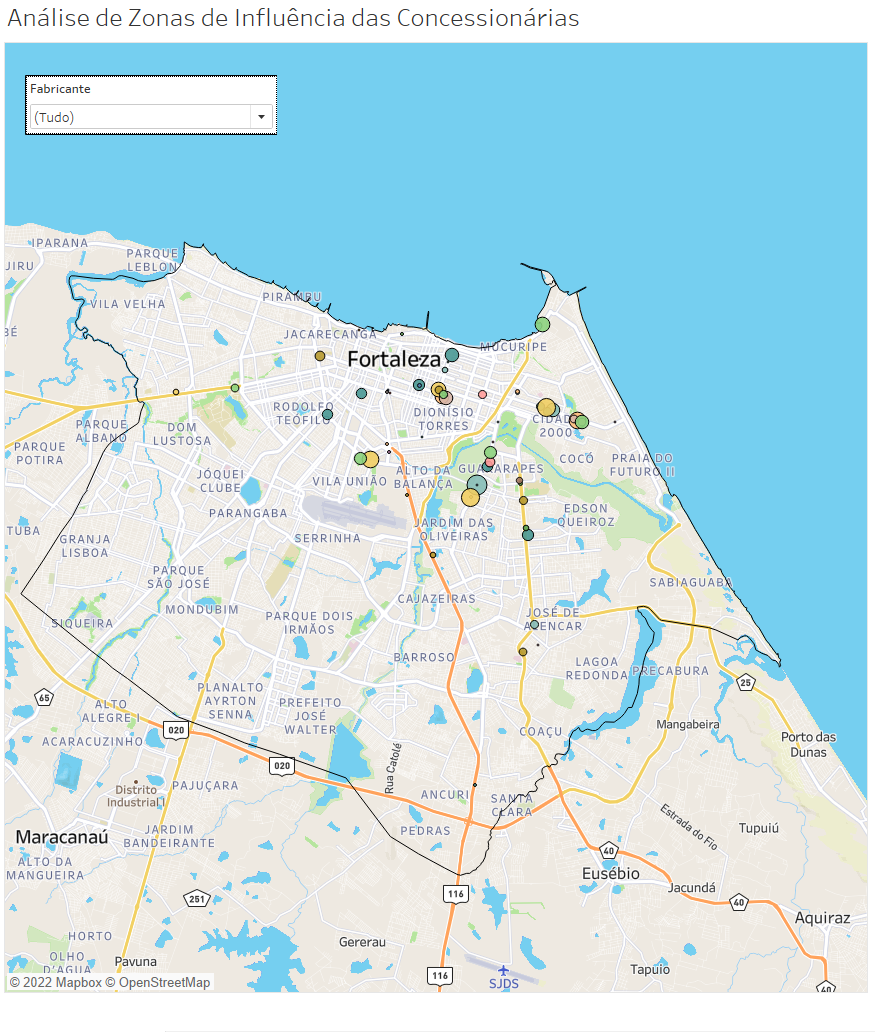 Análise de Zonas de Influência das Concessionárias
Fabricante
(Tudo)
IPARANA
PARQUE
LEBLON
JIRU
VILA VELHA
PIRAMBU
BÉ
JACARECANGA
Fortaleza
MUCURIPE
RODOLFO
TEÓFILO
DIONÍSIO
TORRES
CIDADE
2000
PARQUE
ALBANO
DOM
LUSTOSA
PARQUE
POTIRA
COCÓ
PRAIA DO
FUTURO II
JÓQUEI
CLUBE
VILA UNIÃO
ALTO DA
BALANÇA
GUARARAPES
PARANGABA
EDSON
QUEIROZ
TUBA
GRANJA
LISBOA
SERRINHA
JARDIM DAS
OLIVEIRAS
PARQUE
SÃO JOSÉ
SABIAGUABA
CAJAZEIRAS
MONDUBIM
SIQUEIRA
PARQUE DOIS
IRMÃOS
JOSÉ DE
ALENCAR
BARROSO
LAGOA
REDONDA
PRECABURA
65
25
PLANALTO
AYRTON
SENNA
PREFEITO
JOSÉ
WALTER
ALTO
ALEGRE I
020
ACARACUZINHO
COAÇU
Mangabeira
Porto das
Dunas
020
Rua Catolé
Distrito
Industrial I
PAJUÇARA
ANCURI
SANTA
CLARA
Maracanaú
JARDIM
BANDEIRANTE
PEDRAS
Estrada do Fio
Tupuiú
40
ALTO DA
MANGUEIRA
Eusébio
Jacundá
251
116
40
Aquiraz
HORTO
Gererau
OLHO
D'AGUA
Pavuna
116
SJDS
Tapuio
40
© 2022 Mapbox © OpenStreetMap